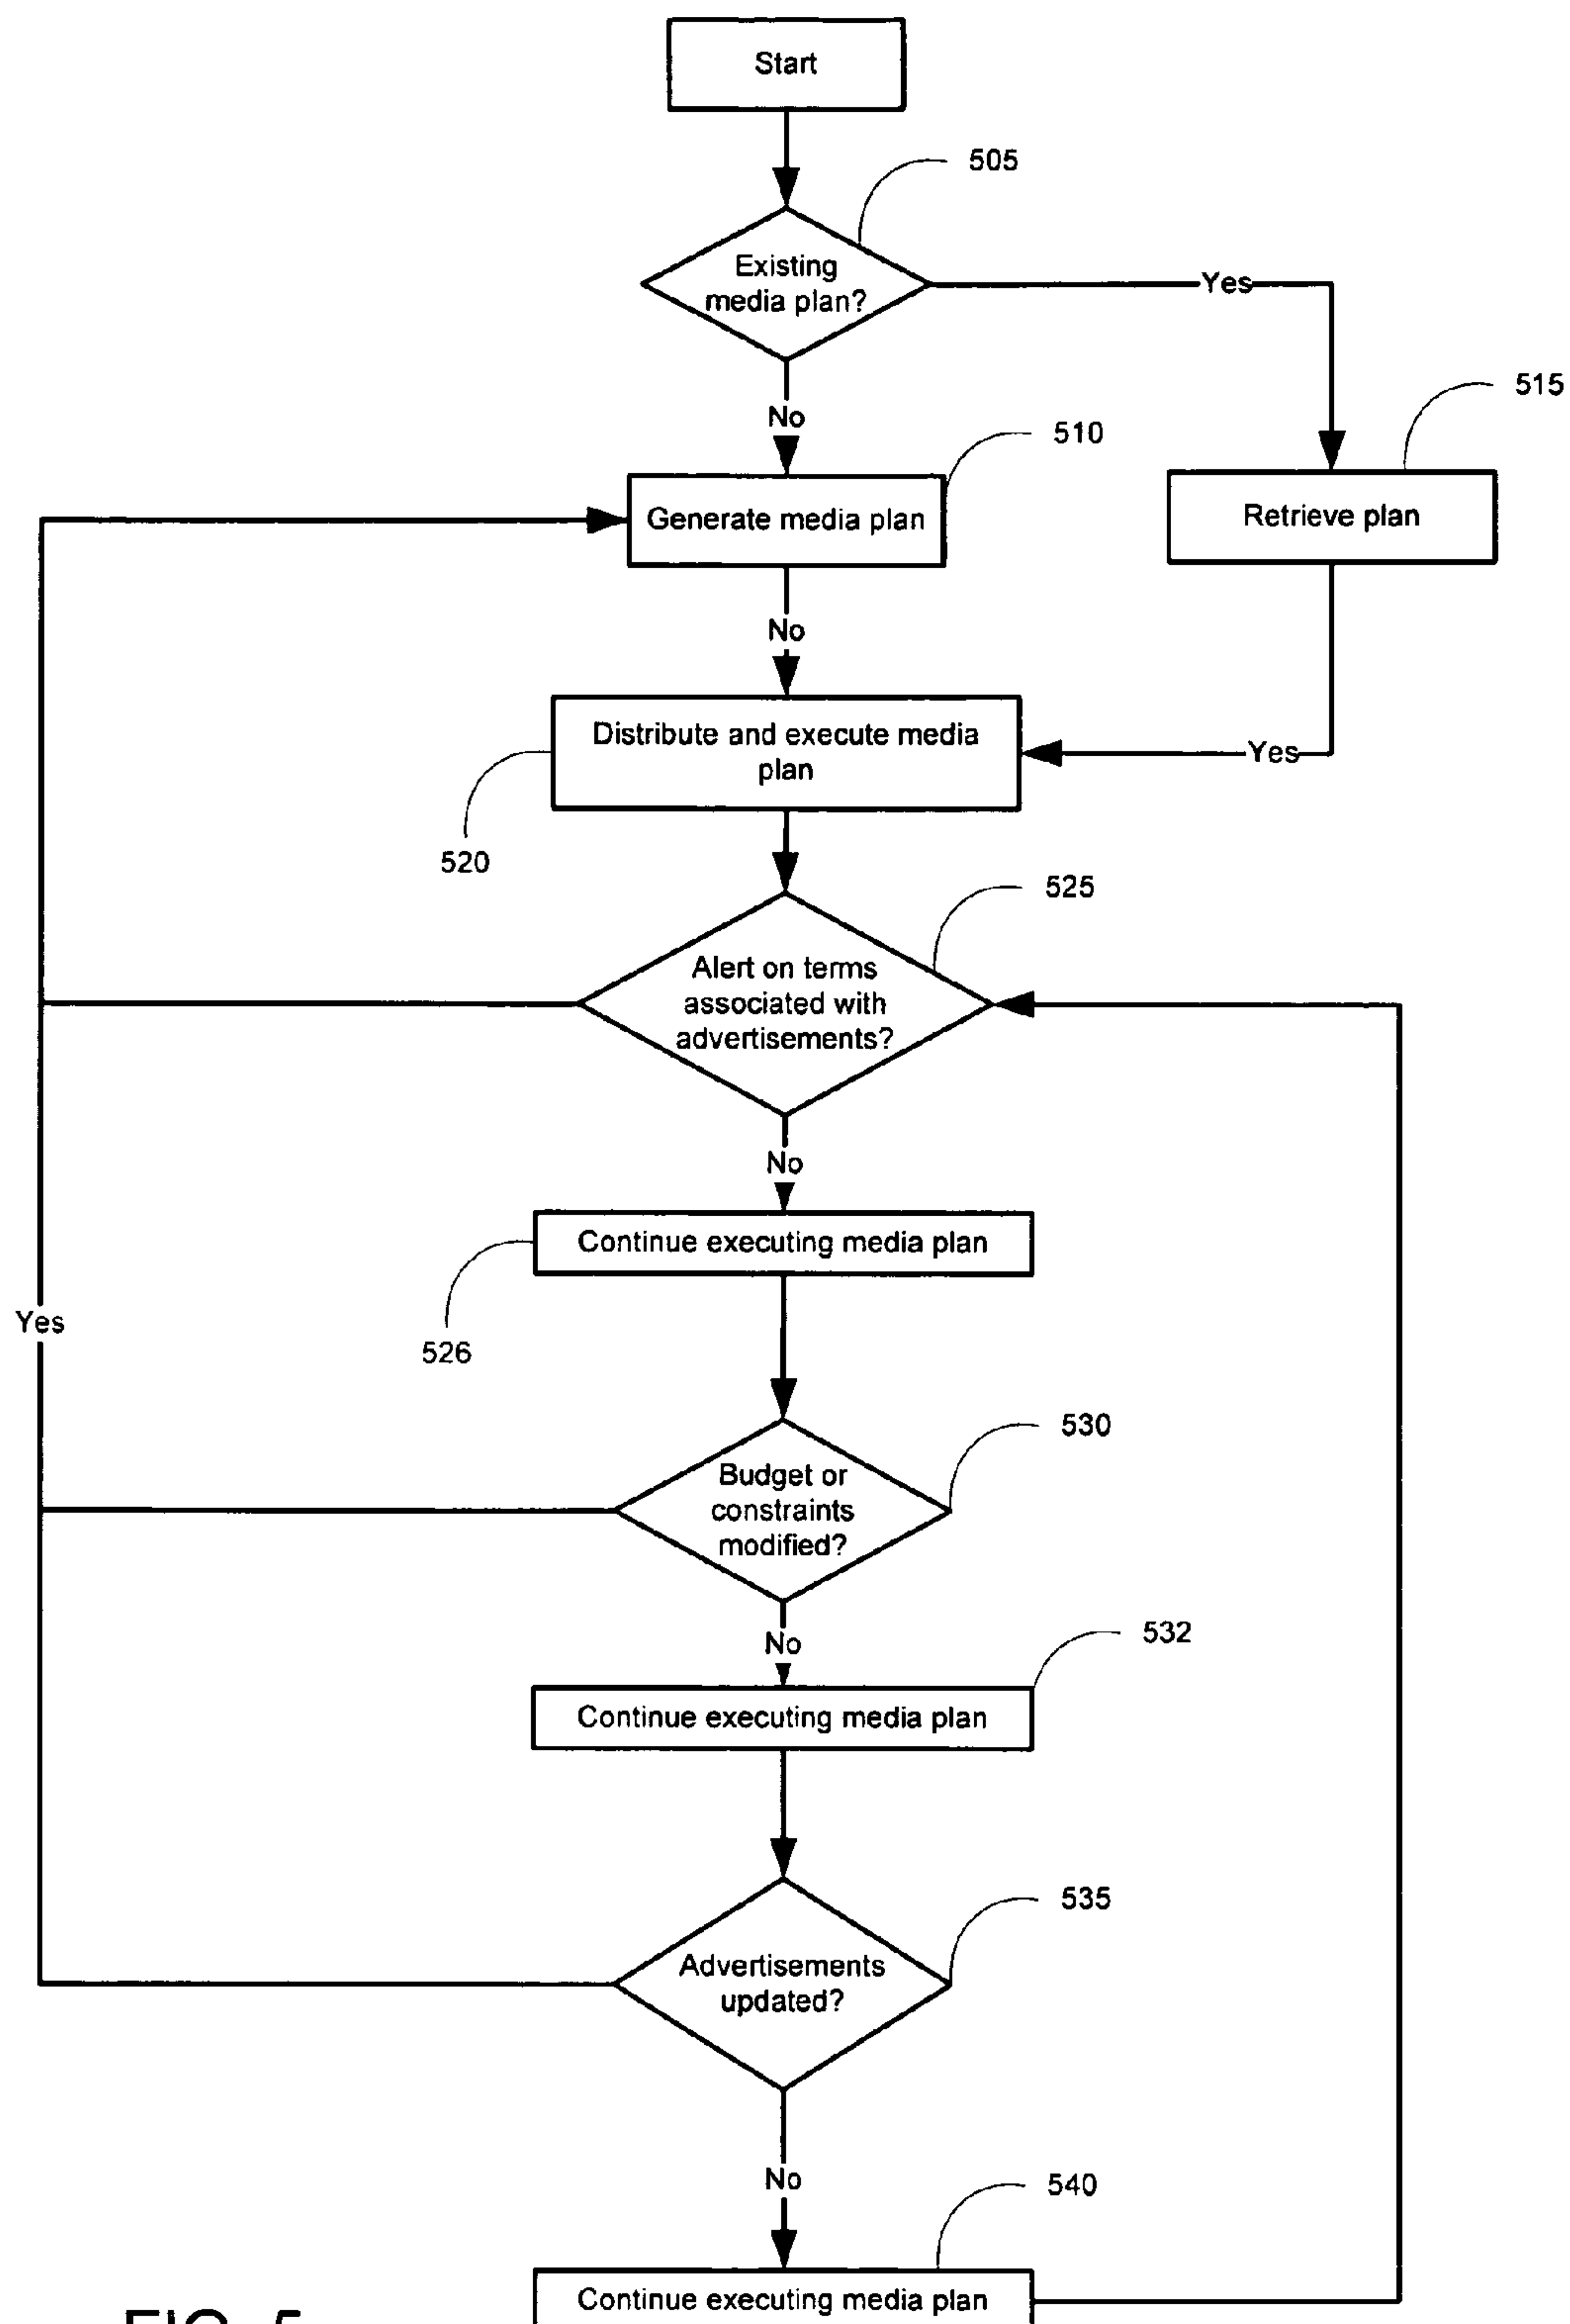 Start
505
Existing
media plan?
Yes
No
515
510
Generate media plan
Retrieve plan
No
Distribute and execute media
plan
Yes
520
525
Alert on terms
associated with
advertisements?
No
Continue executing media plan
Yes
526
530
Budget or
constraints
modified?
No
532
Continue executing media plan
535
Advertisements
updated?
No
540
Continue executing media plan
FIG. 5